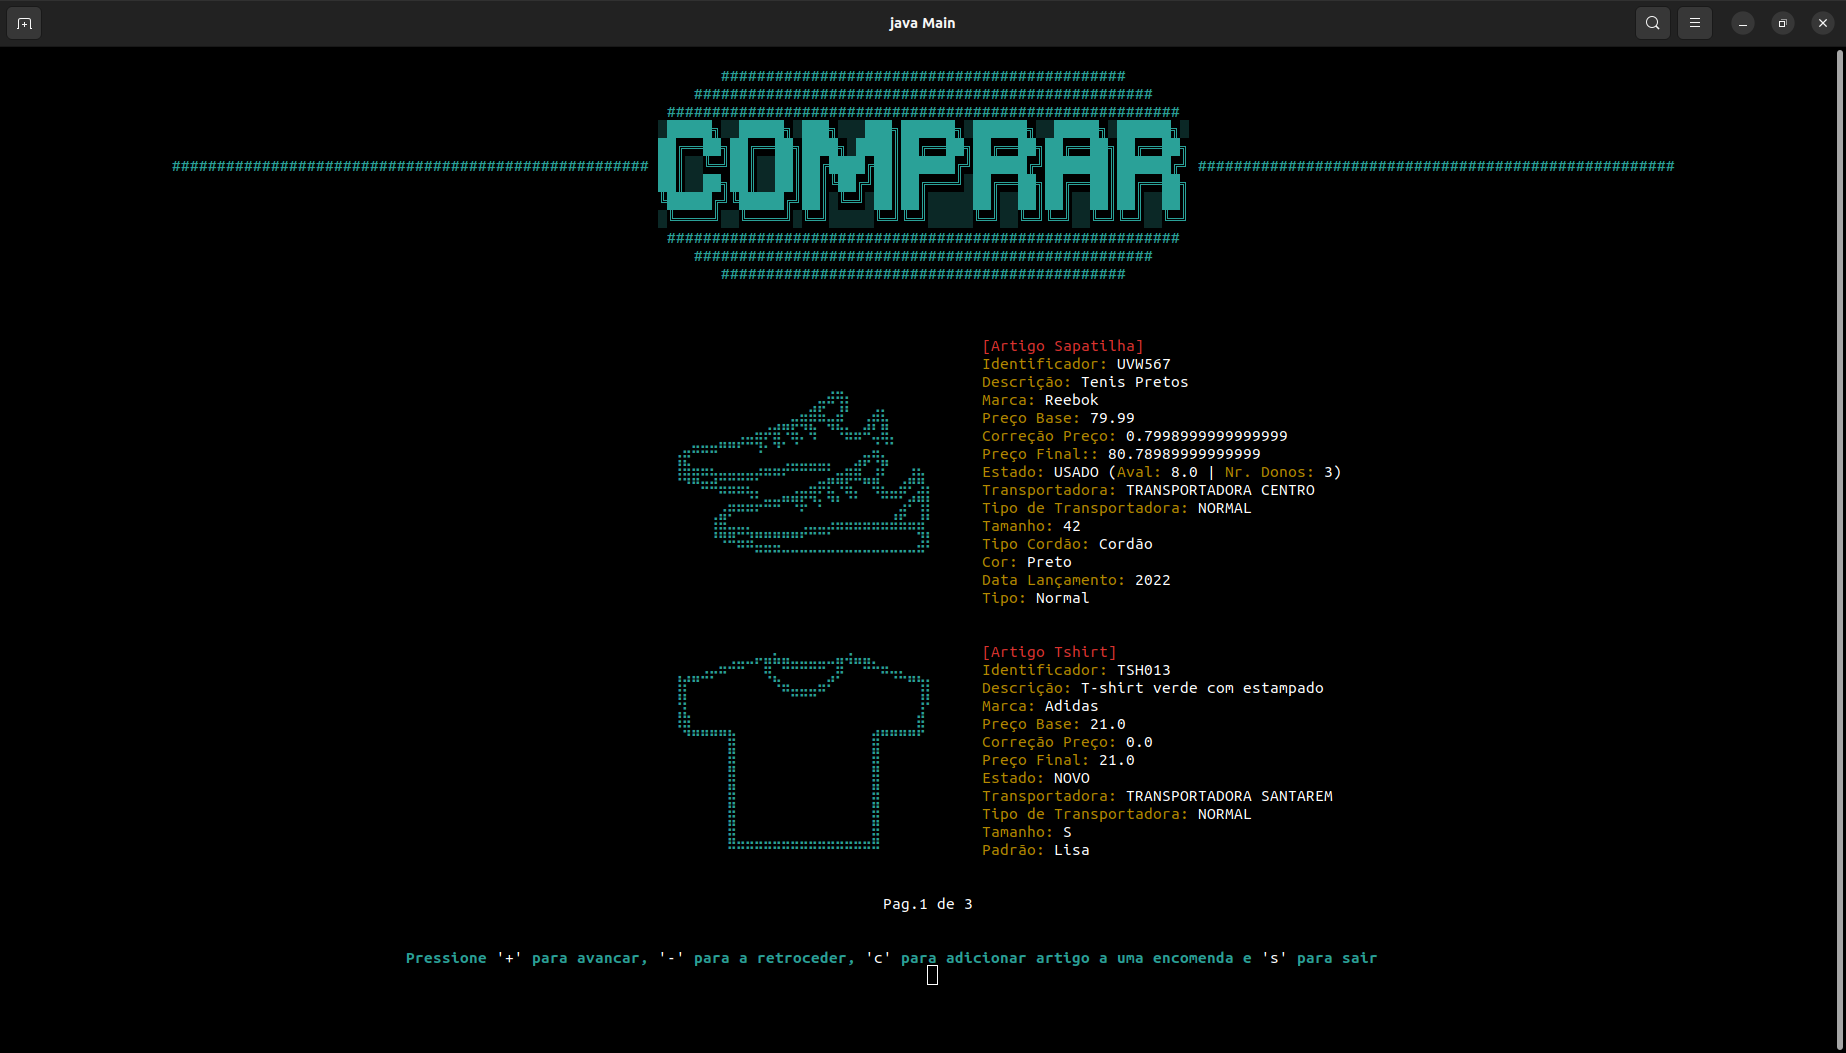 java Main
COMPRAR
[Artigo Sapatilha]
Identificador: UVW567
Descrição: Tenis Pretos
Marca: Reebok
Preço Base: 79.99
Correção Preço: 0.7998999999999999
Preço Final:: 80.78989999999999
Estado: USADO (Aval: 8.0 | Nr. Donos: 3)
Transportadora: TRANSPORTADORA CENTRO
Tipo de Transportadora: NORMAL
Tamanho: 42
Tipo Cordão: Cordão
Cor: Preto
Data Lançamento: 2022
Tipo: Normal
[Artigo Tshirt]
Identificador: TSH013
Descrição: T-shirt verde com estampado
Marca: Adidas
Preço Base: 21.0
Correção Preço: 0.0
Preço Final: 21.0
Estado: NOVO
Transportadora: TRANSPORTADORA SANTAREM
Tipo de Transportadora: NORMAL
Tamanho: S
Padrão: Lisa
Pag.1 de 3
Pressione '+' para avancar, '-' para a retroceder, 'c' para adicionar artigo a uma encomenda e 's' para sair